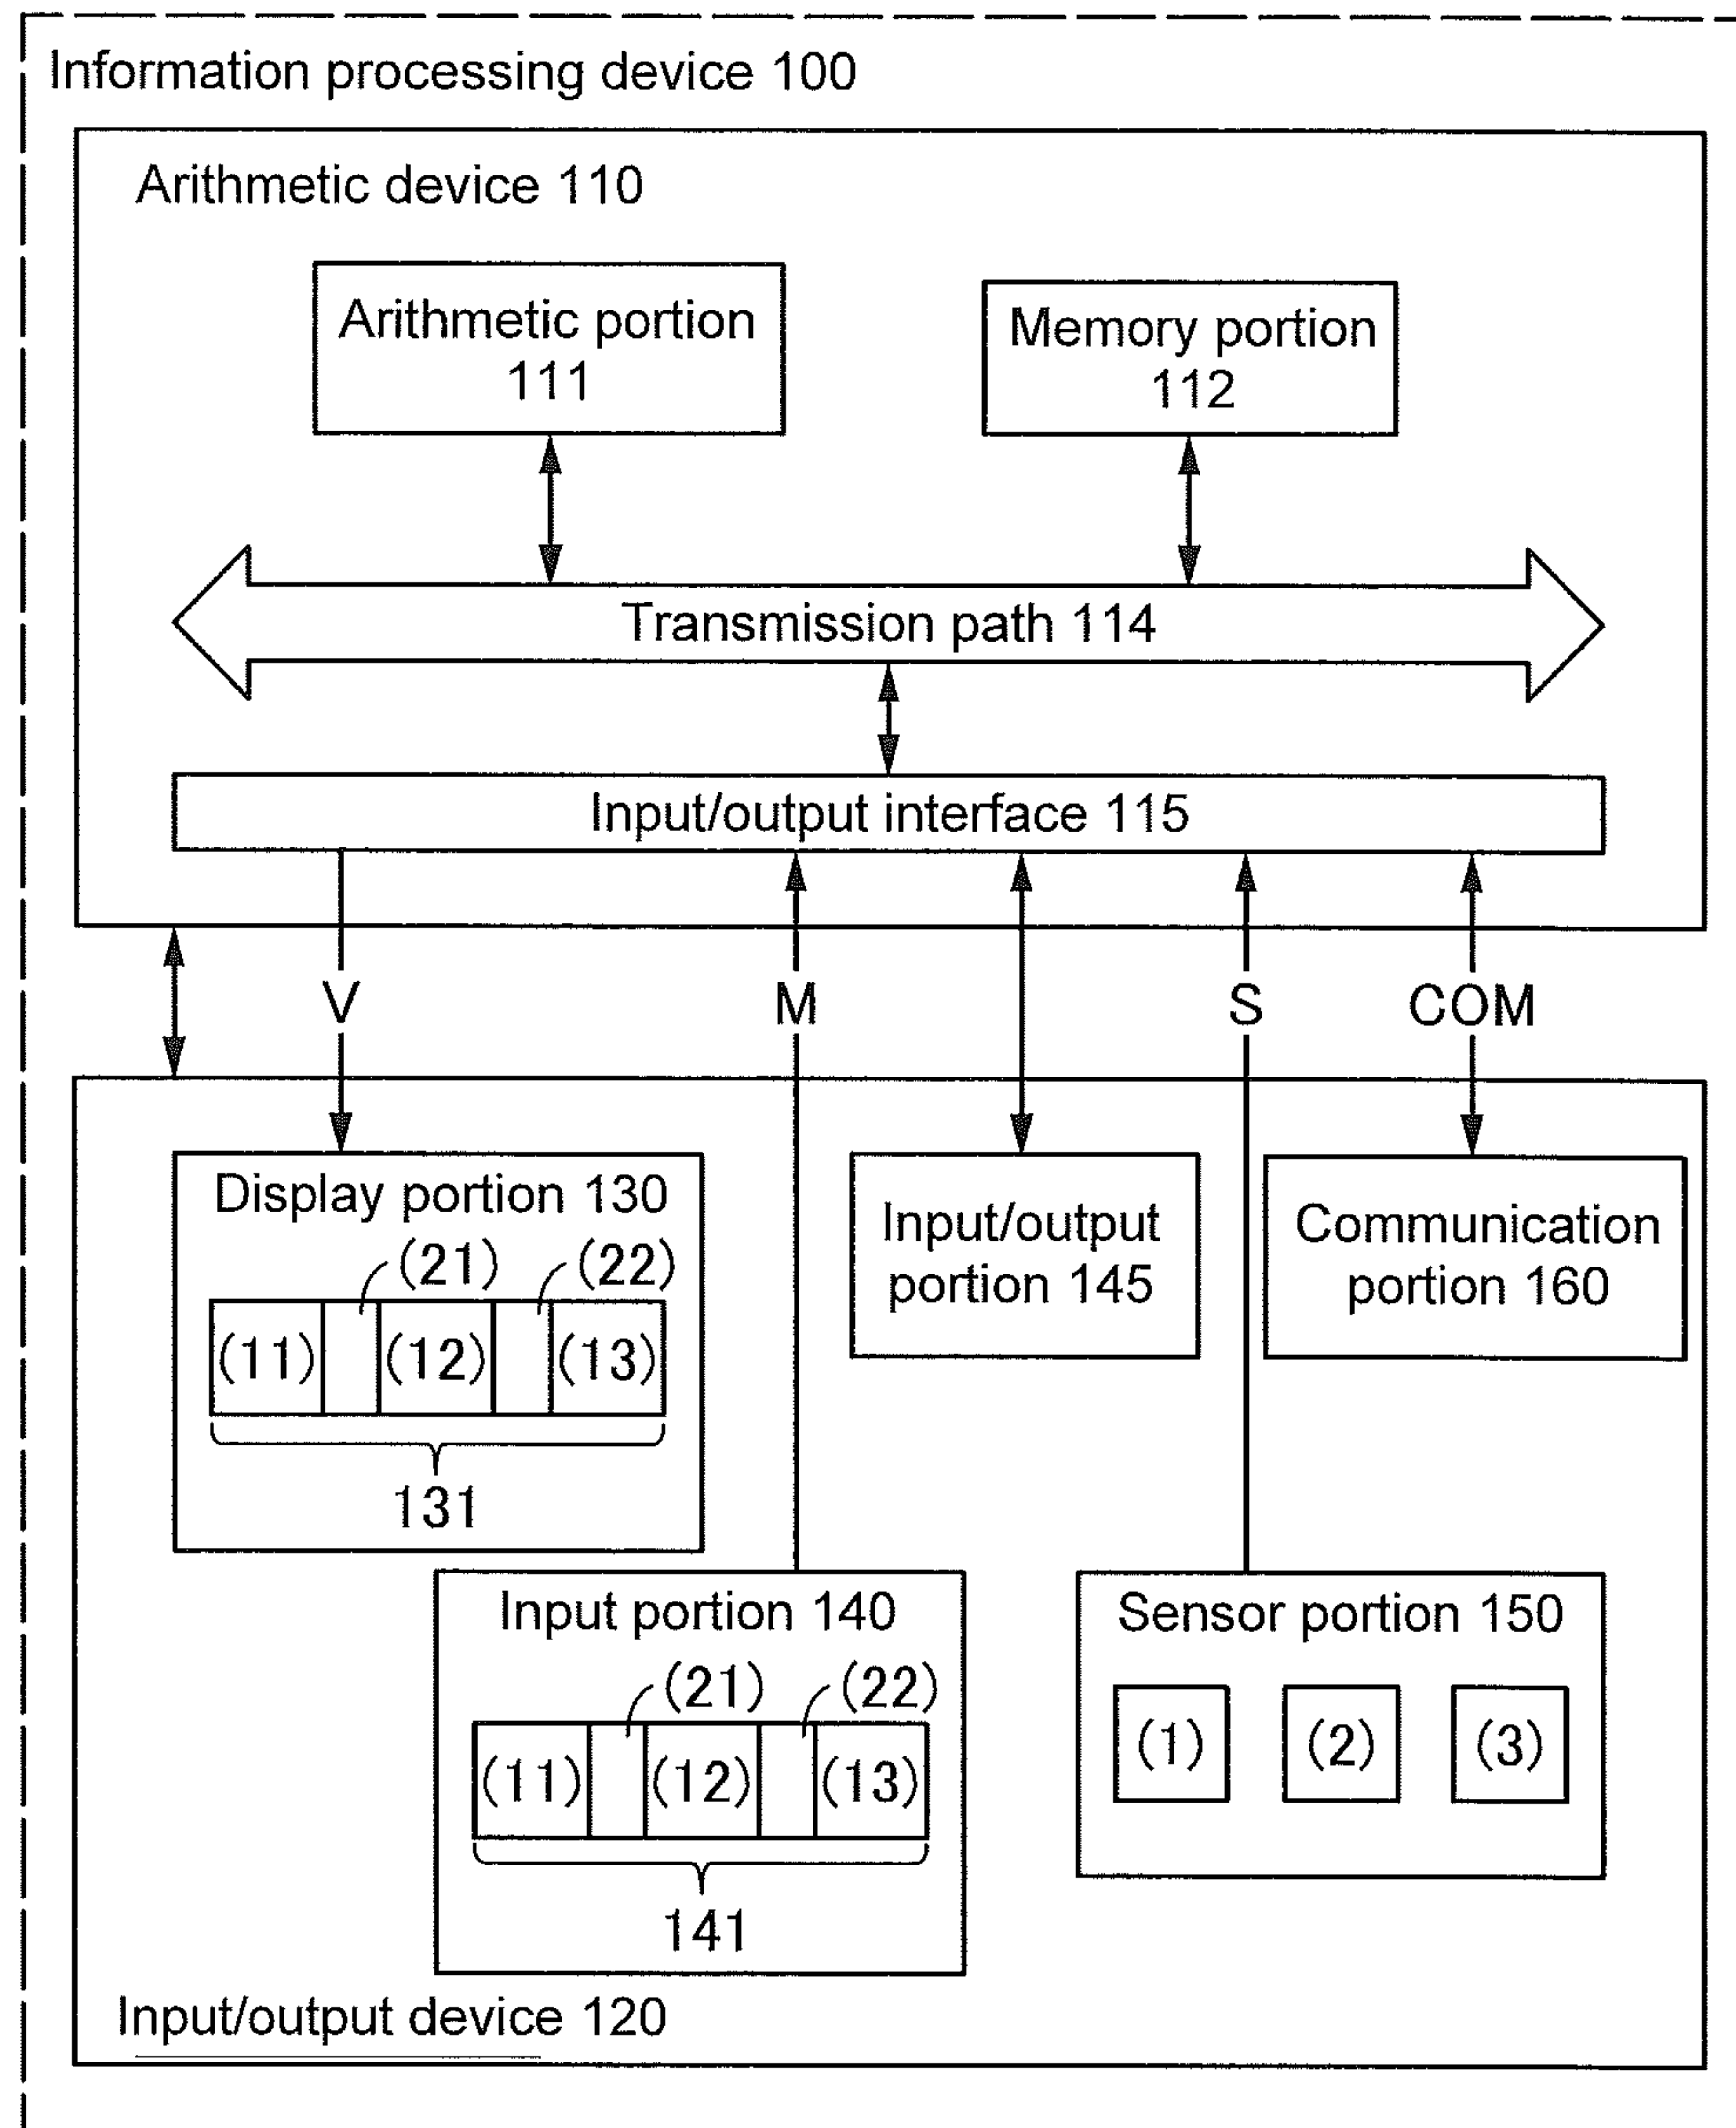 Information processing device 100
Arithmetic device 110
Arithmetic portion
111
Memory portion
112
Transmission path 114
Input/output interface 115
V
M
S
COM
Display portion 130
(21)
(22)
(11)
(12)
(13)
131
Input/output
portion 145
Communication
portion 160
Input portion 140
(21)
(22)
(11)
(12)
(13)
141
Sensor portion 150
(1)
(2)
(3)
Input/output device 120